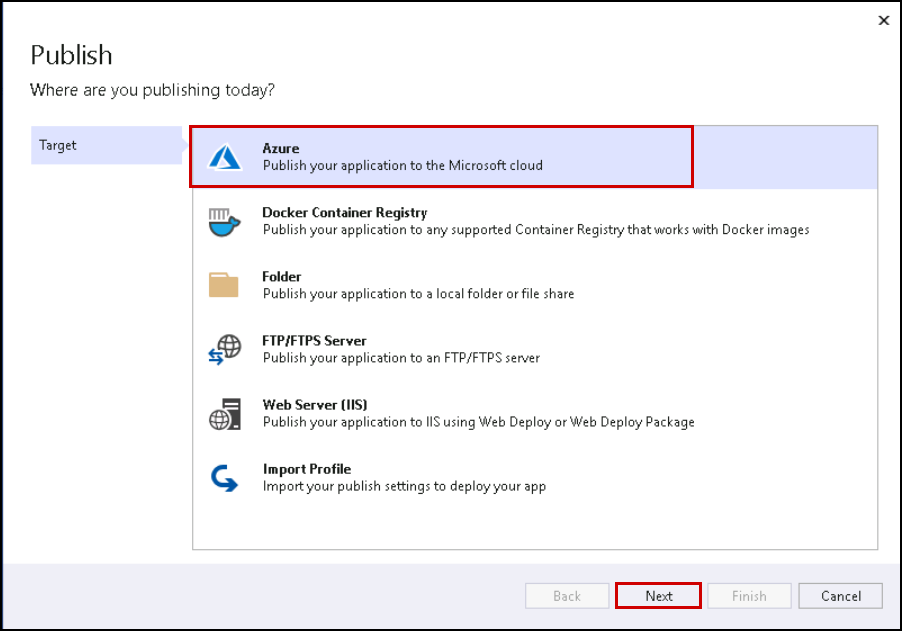 Publish
Where are you publishing today?
Target
Azure
Publish your application to the Microsoft cloud
Docker Container Registry
Publish your application to any supported Container Registry that works with Docker images
Folder
Publish your application to a local folder or file share
FTP/FTPS Server
Publish your application to an FTP/FTPS server
Web Server (IIS)
Publish your application to IIS using Web Deploy or Web Deploy Package
Import Profile
Import your publish settings to deploy your app
Back Next Finish Cancel